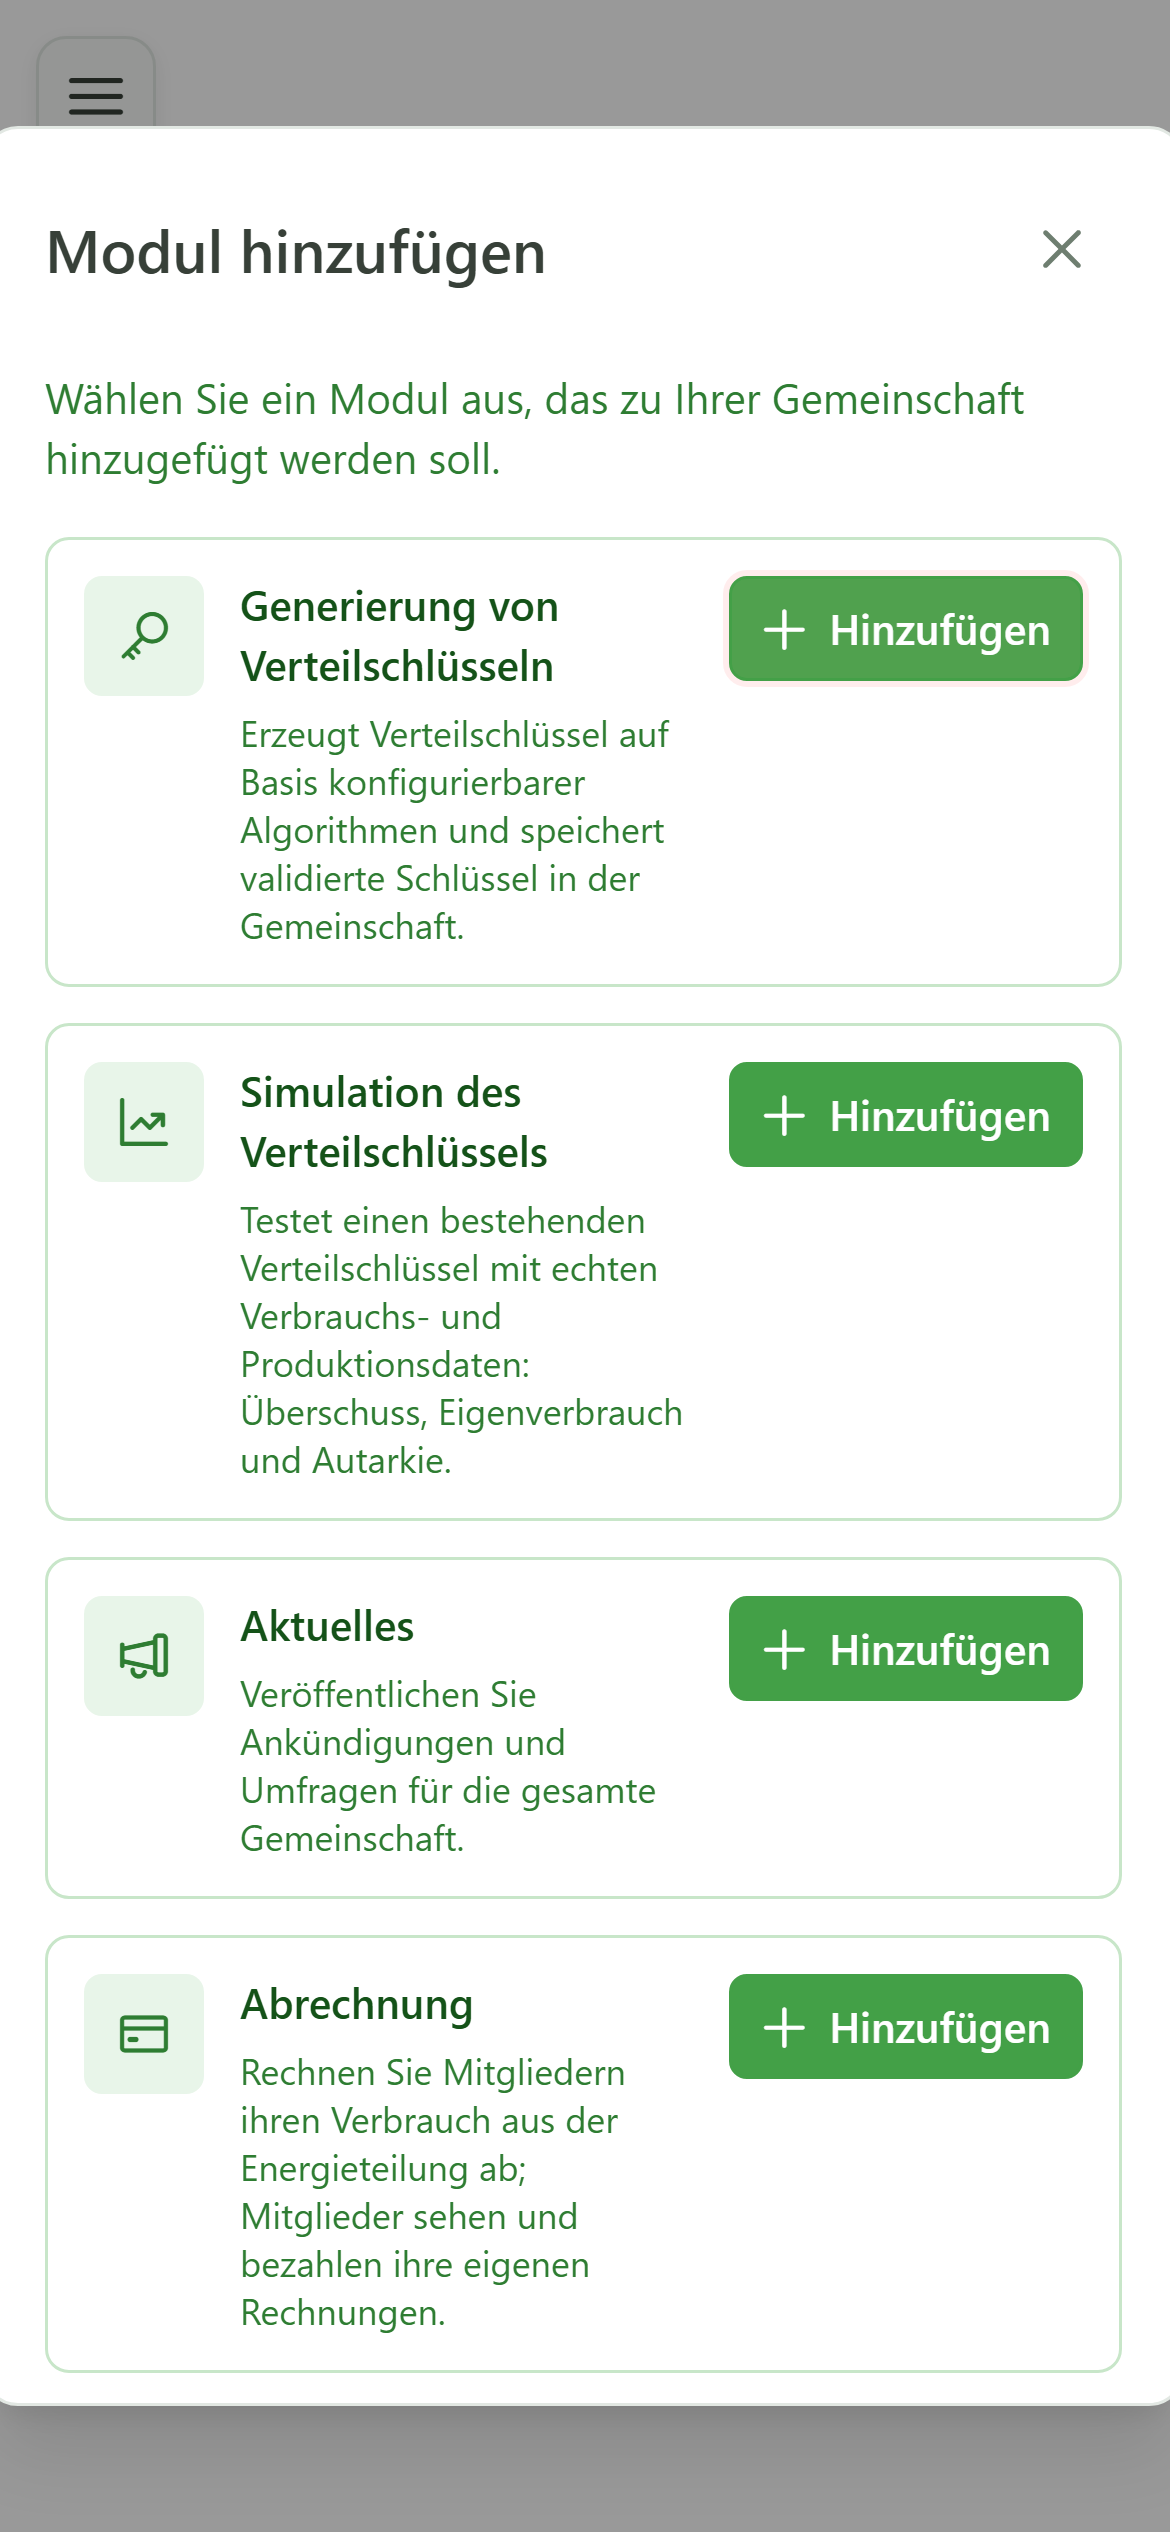 Modul hinzufügen
Wählen Sie ein Modul aus, das zu Ihrer Gemeinschaft
hinzugefügt werden soll.
Generierung von
Verteilschlüsseln
Hinzufügen
Erzeugt Verteilschlüssel auf
Basis konfigurierbarer
Algorithmen und speichert
validierte Schlüssel in der
Gemeinschaft.
Simulation des
Verteilschlüssels
Hinzufügen
Testet einen bestehenden
Verteilschlüssel mit echten
Verbrauchs- und
Produktionsdaten:
Überschuss, Eigenverbrauch
und Autarkie.
Aktuelles
Hinzufügen
Veröffentlichen Sie
Ankündigungen und
Umfragen für die gesamte
Gemeinschaft.
Abrechnung
Hinzufügen
Rechnen Sie Mitgliedern
ihren Verbrauch aus der
Energieteilung ab;
Mitglieder sehen und
bezahlen ihre eigenen
Rechnungen.